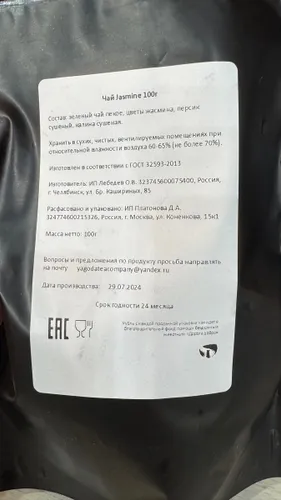 Чай Jasmine 100г
Состав: зеленый чай пекое, цветы жасмина, персик
сушеный, калина сушеная.
Хранить в сухих, чистых, вентилируемых помещениях при
относительной влажности воздуха 60-65% (не более 70%).
Изготовлен в соответствии с ГОСТ 32593-2013
Изготовитель: ИП Лебедев О.В. 323745600075400, Россия,
г. Челябинск, ул. Бр. Кашириных, 85
Расфасовано и упаковано: ИП Платонова Д.А.
324774600215326, Россия, г. Москва, ул. Коненкова, 15к1
Масса нетто: 100г
Вопросы и предложения по продукту просьба направлять
на почту yagodateacompany@yandex.ru
Дата производства: 29.07.2024
Срок годности 24 месяца
EAC